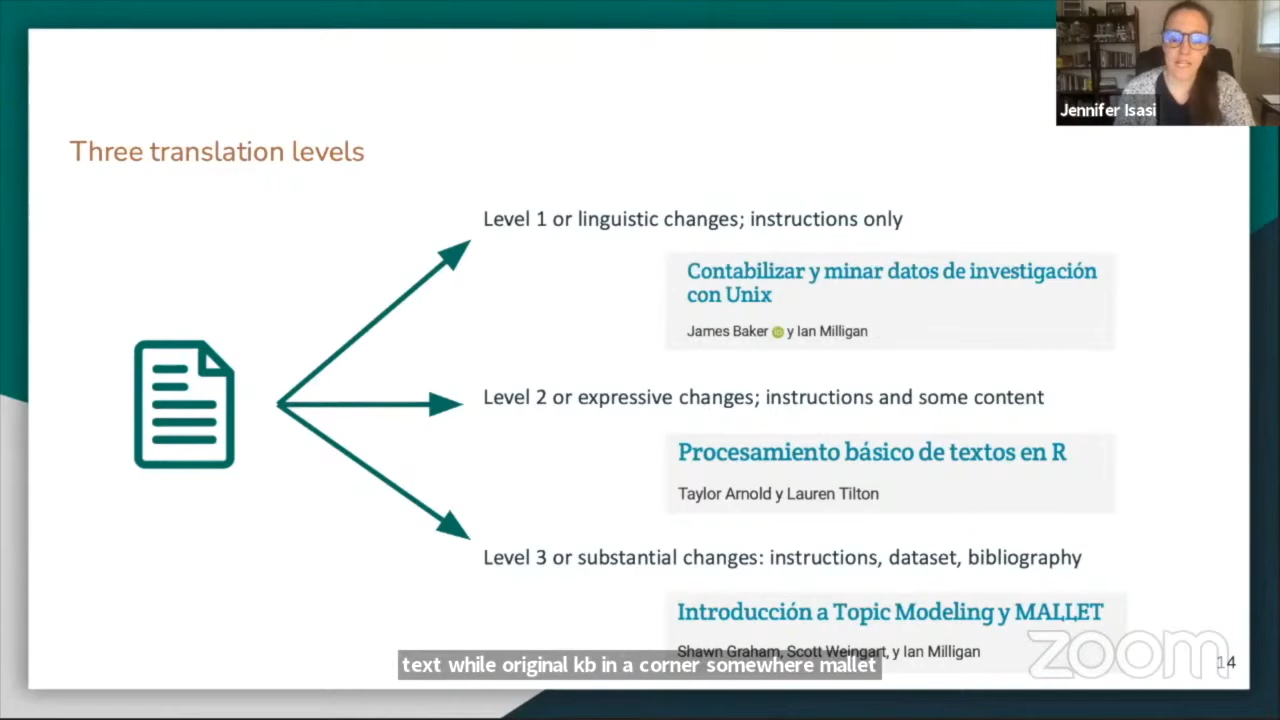 Jennifer Isasi
Three translation levels
Level 1 or linguistic changes; instructions only
Contabilizar y minar datos de investigación
con Unix
James Baker y Ian Milligan
Level 2 or expressive changes; instructions and some content
Procesamiento básico de textos en R
Taylor Arnold y Lauren Tilton
Level 3 or substantial changes: instructions, dataset, bibliography
Introducción a Topic Modeling y MALLET
Shawn Graham, Scott Weingart, y Ian Milligan
text while original kb in a corner somewhere mallet
zoom
14